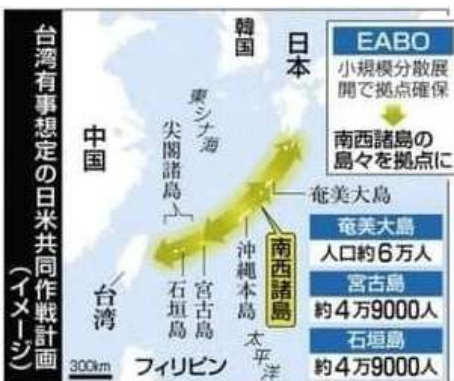 台湾有事想定の日米共同作戦計画
（イメージ）
中国
韓国
日本
東シナ海
尖閣諸島
台湾
石垣島
宮古島
沖縄本島
南西諸島
奄美大島
太平洋
フィリピン
300km
EABO
小規模分散展
開で拠点確保
南西諸島の
島々を拠点に
奄美大島
人口約6万人
宮古島
約4万9000人
石垣島
約4万9000人